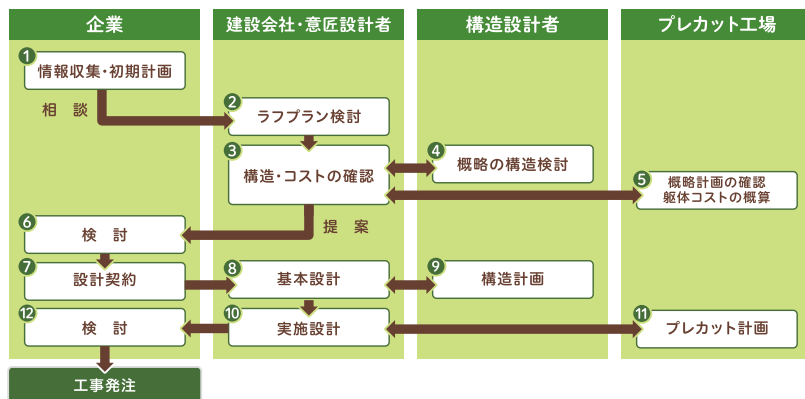 企業
建設会社・意匠設計者
構造設計者
プレカット工場
1
情報収集・初期計画
相 談
2
ラフプラン検討
3
構造・コストの確認
4
概略の構造検討
5
概略計画の確認
躯体コストの概算
提 案
6
検 討
7
設計契約
8
基本設計
9
構造計画
10
実施設計
11
プレカット計画
12
検 討
工事発注